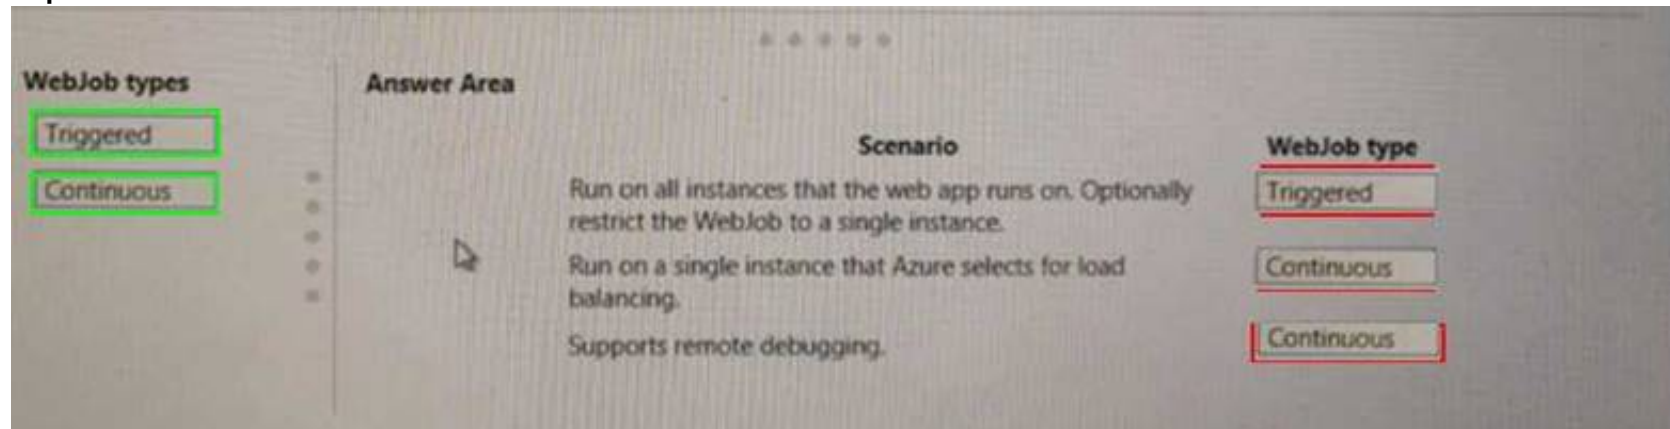 WebJob types
Triggered
Continuous
Answer Area
Scenario
WebJob type
Run on all instances that the web app runs on. Optionally
restrict the WebJob to a single instance.
Triggered
Run on a single instance that Azure selects for load
balancing.
Continuous
Supports remote debugging.
Continuous